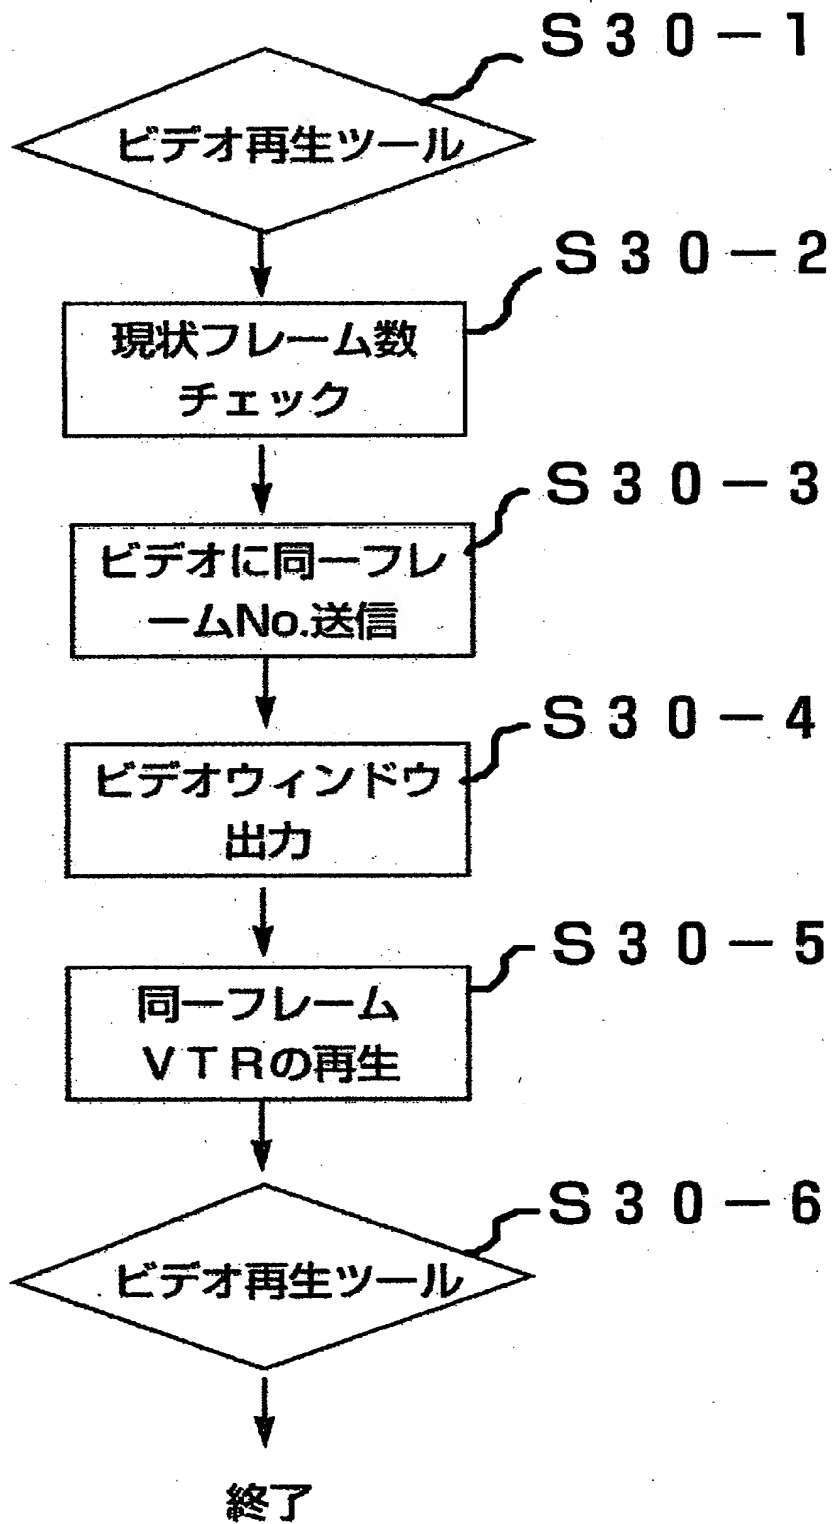 S30-1
ビデオ再生ツール
S30-2
現状フレーム数
チェック
S30-3
ビデオに同一フレ
ームNo.送信
S30-4
ビデオウィンドウ
出力
S30-5
同一フレーム
VTRの再生
S30-6
ビデオ再生ツール
終了